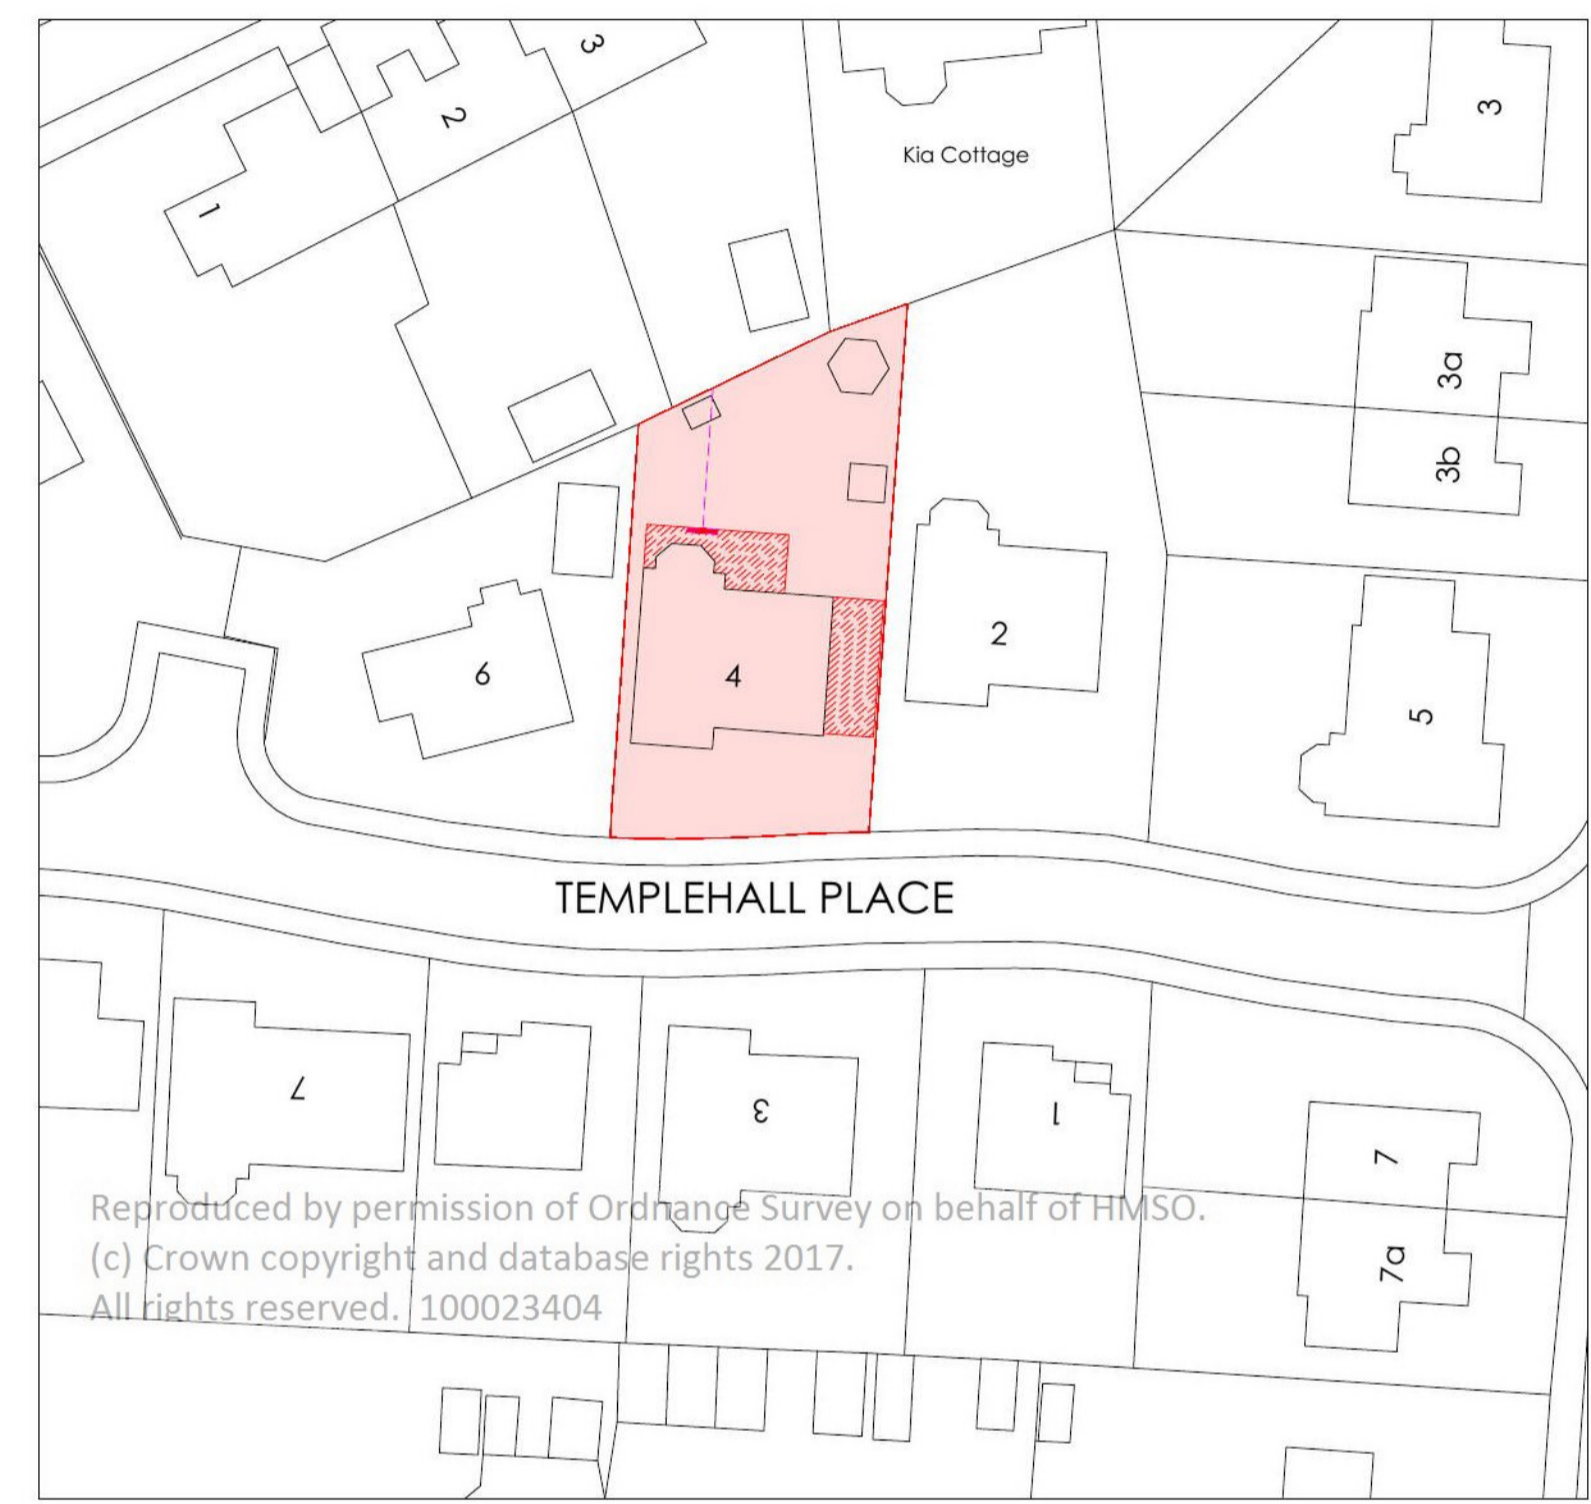 3
2
1
Kia Cottage
3
3a
3b
2
6
4
5
TEMPLEHALL PLACE
7
3
1
7
7a
Reproduced by permission of Ordnance Survey on behalf of HMSO.
(c) Crown copyright and database rights 2017.
All rights reserved. 100023404